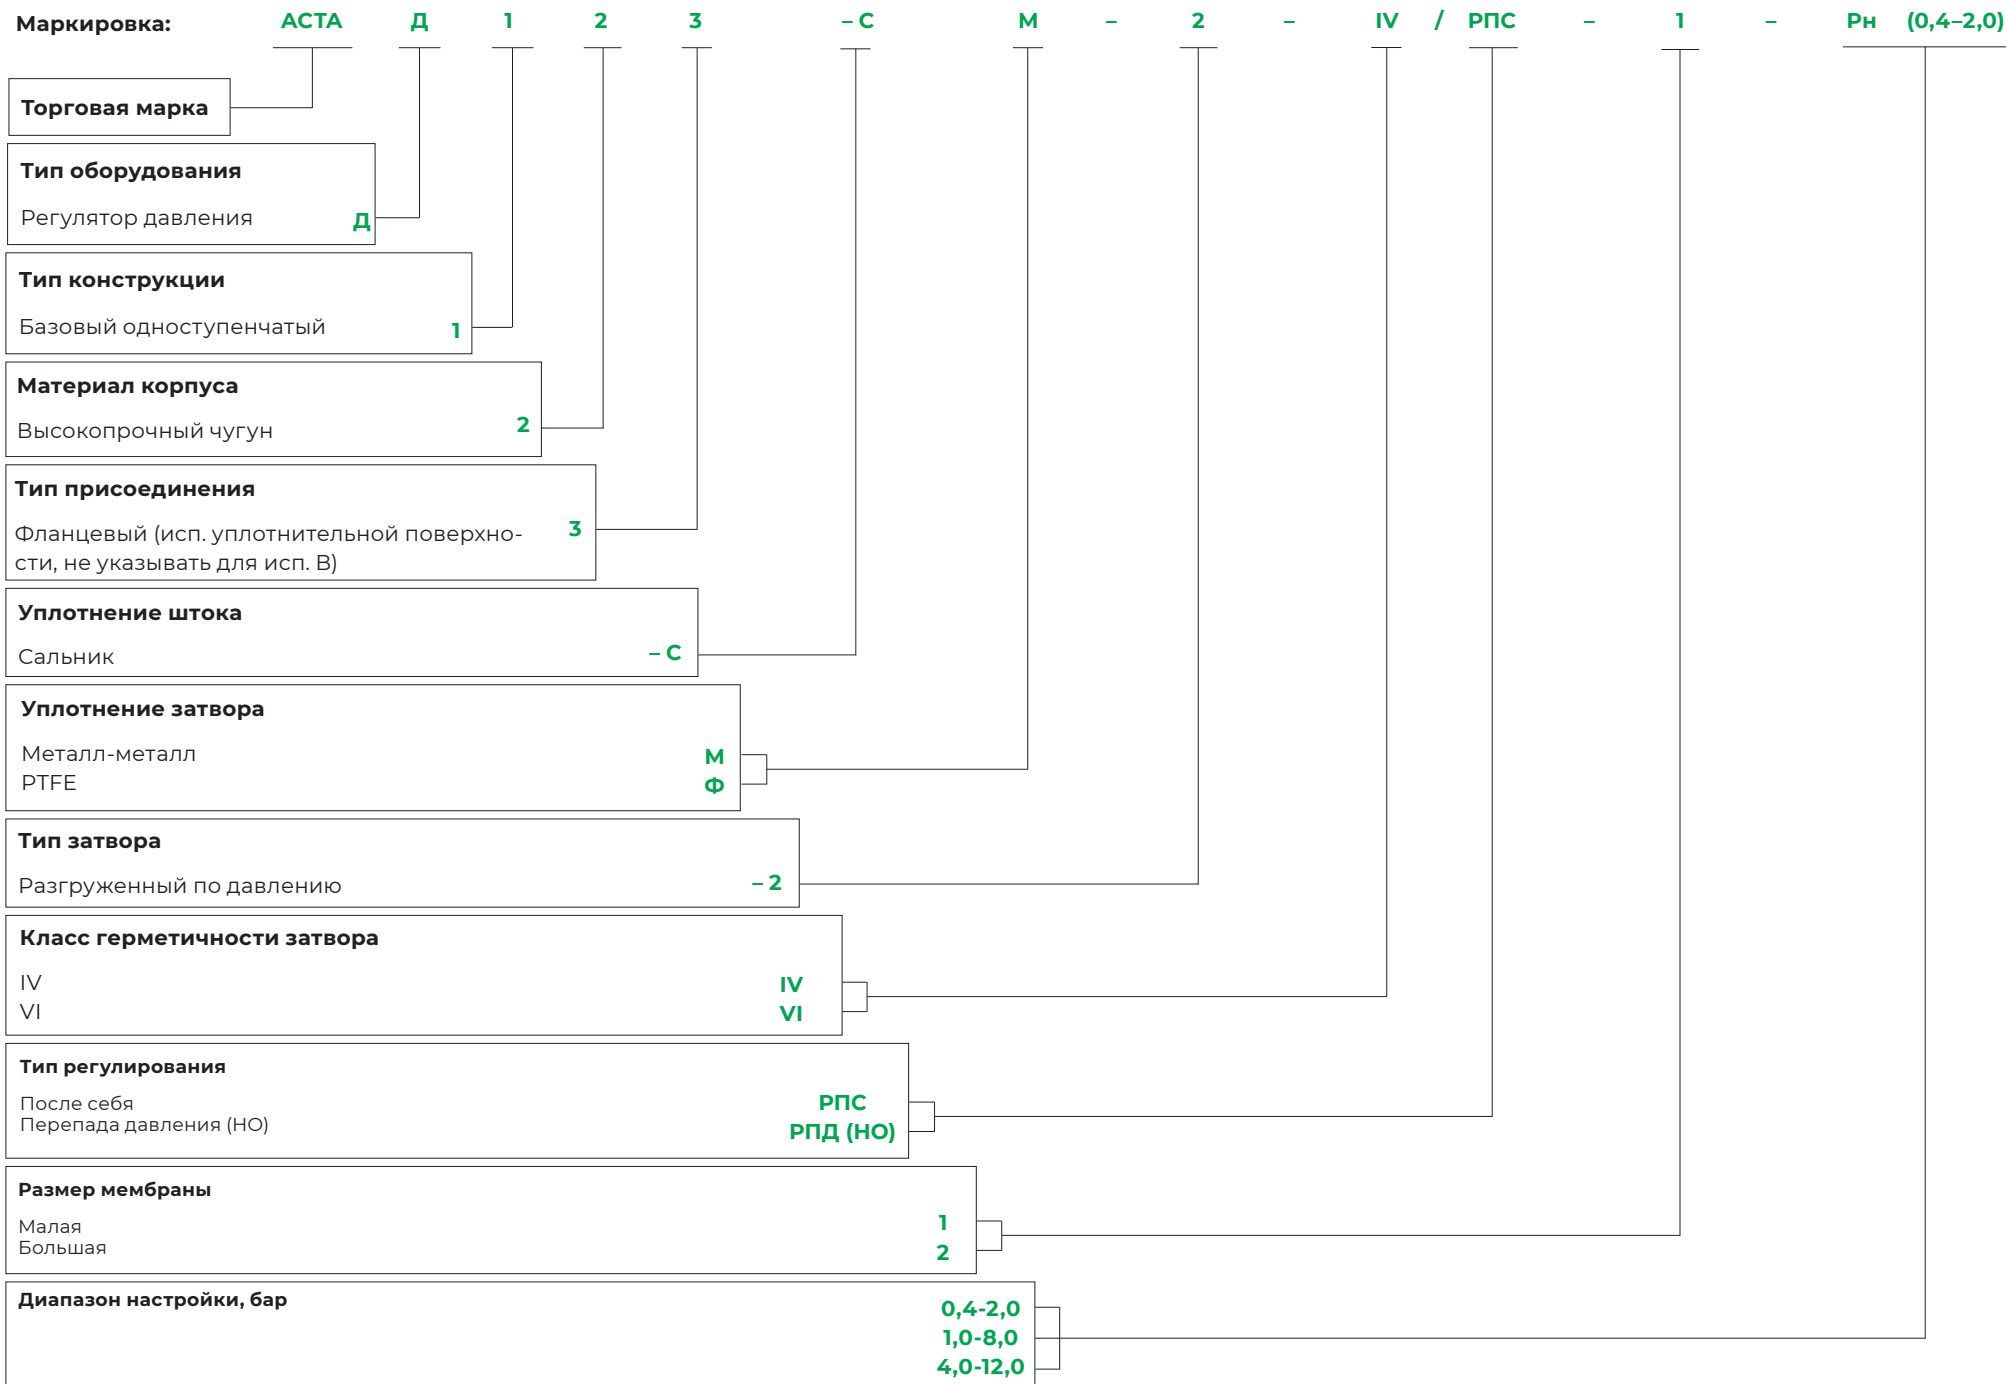 Маркировка: АСТА Д 1 2 3 – С М – 2 – IV / РПС – 1 – Рн (0,4–2,0)
Торговая марка
Тип оборудования
Регулятор давления Д
Тип конструкции
Базовый одноступенчатый 1
Материал корпуса
Высокопрочный чугун 2
Тип присоединения
Фланцевый (исп. уплотнительной поверхно- 3
сти, не указывать для исп. В)
Уплотнение штока
Сальник – С
Уплотнение затвора
Металл-металл М
PTFE Ф
Тип затвора
Разгруженный по давлению – 2
Класс герметичности затвора
IV IV
VI VI
Тип регулирования
После себя РПС
Перепада давления (НО) РПД (НО)
Размер мембраны
Малая 1
Большая 2
Диапазон настройки, бар 0,4-2,0
1,0-8,0
4,0-12,0